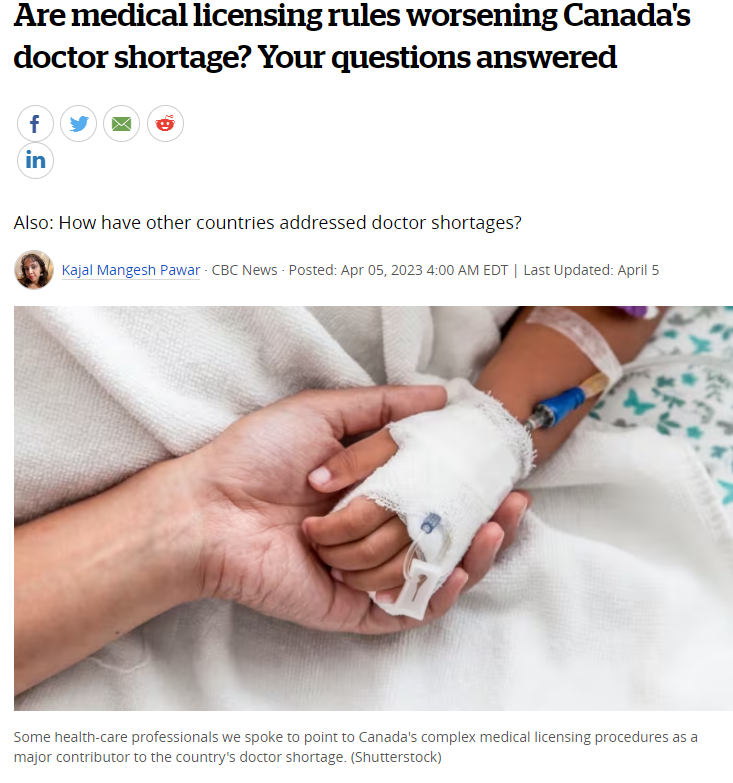 Are medical licensing rules worsening Canada's
doctor shortage? Your questions answered
f
in
Also: How have other countries addressed doctor shortages?
Kajal Mangesh Pawar · CBC News · Posted: Apr 05, 2023 4:00 AM EDT | Last Updated: April 5
Some health-care professionals we spoke to point to Canada's complex medical licensing procedures as a
major contributor to the country's doctor shortage. (Shutterstock)